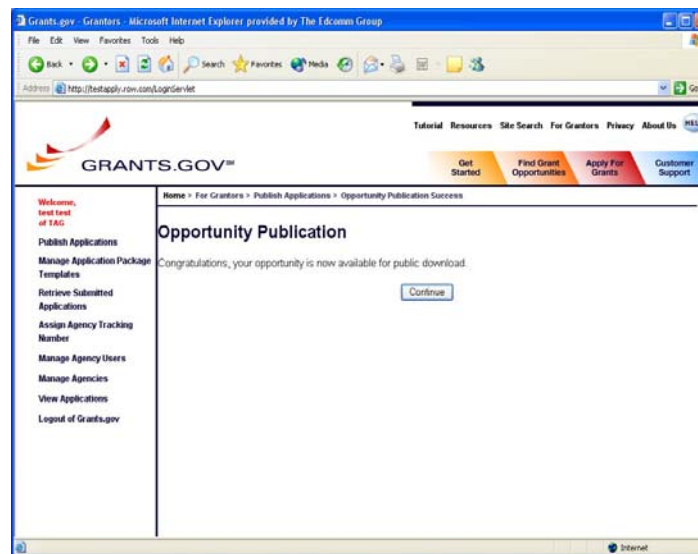 Grants.gov - Grantors - Microsoft Internet Explorer provided by The Edcomm Group
File Edit View Favorites Tools Help
Back Search Favorites Media
Address http://testapply.row.com/LoginServlet Go
Tutorial Resources Site Search For Grantors Privacy About Us HEL
GRANTS.GOV℠
Get Started
Find Grant Opportunities
Apply For Grants
Customer Support
Home > For Grantors > Publish Applications > Opportunity Publication Success
Welcome,
test test
of TAG
Publish Applications
Manage Application Package
Templates
Retrieve Submitted
Applications
Assign Agency Tracking
Number
Manage Agency Users
Manage Agencies
View Applications
Logout of Grants.gov
Opportunity Publication
Congratulations, your opportunity is now available for public download.
Continue
Internet